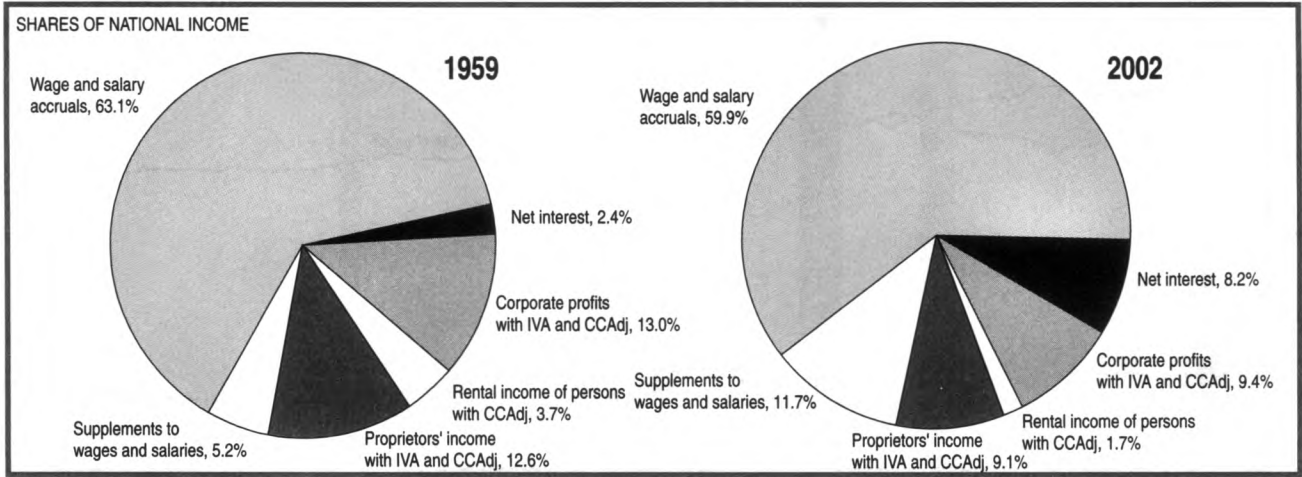 SHARES OF NATIONAL INCOME
1959
Wage and salary
accruals, 63.1%
Net interest, 2.4%
Corporate profits
with IVA and CCAdj, 13.0%
Rental income of persons
with CCAdj, 3.7%
Proprietors' income
with IVA and CCAdj, 12.6%
Supplements to
wages and salaries, 5.2%
2002
Wage and salary
accruals, 59.9%
Net interest, 8.2%
Corporate profits
with IVA and CCAdj, 9.4%
Rental income of persons
with CCAdj, 1.7%
Proprietors' income
with IVA and CCAdj, 9.1%
Supplements to
wages and salaries, 11.7%